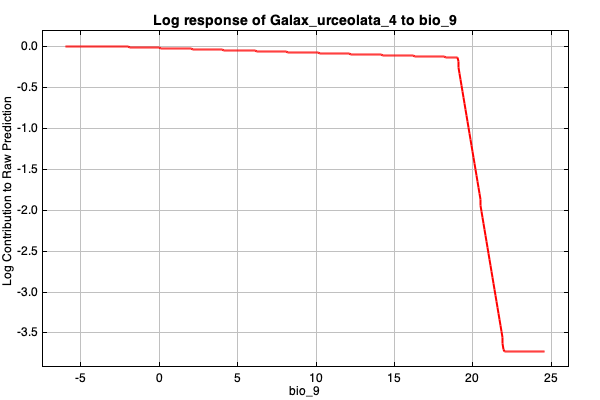 Log response of Galax_urceolata_4 to bio_9
Log Contribution to Raw Prediction
0.0
-0.5
-1.0
-1.5
-2.0
-2.5
-3.0
-3.5
-5 0 5 10 15 20 25
bio_9